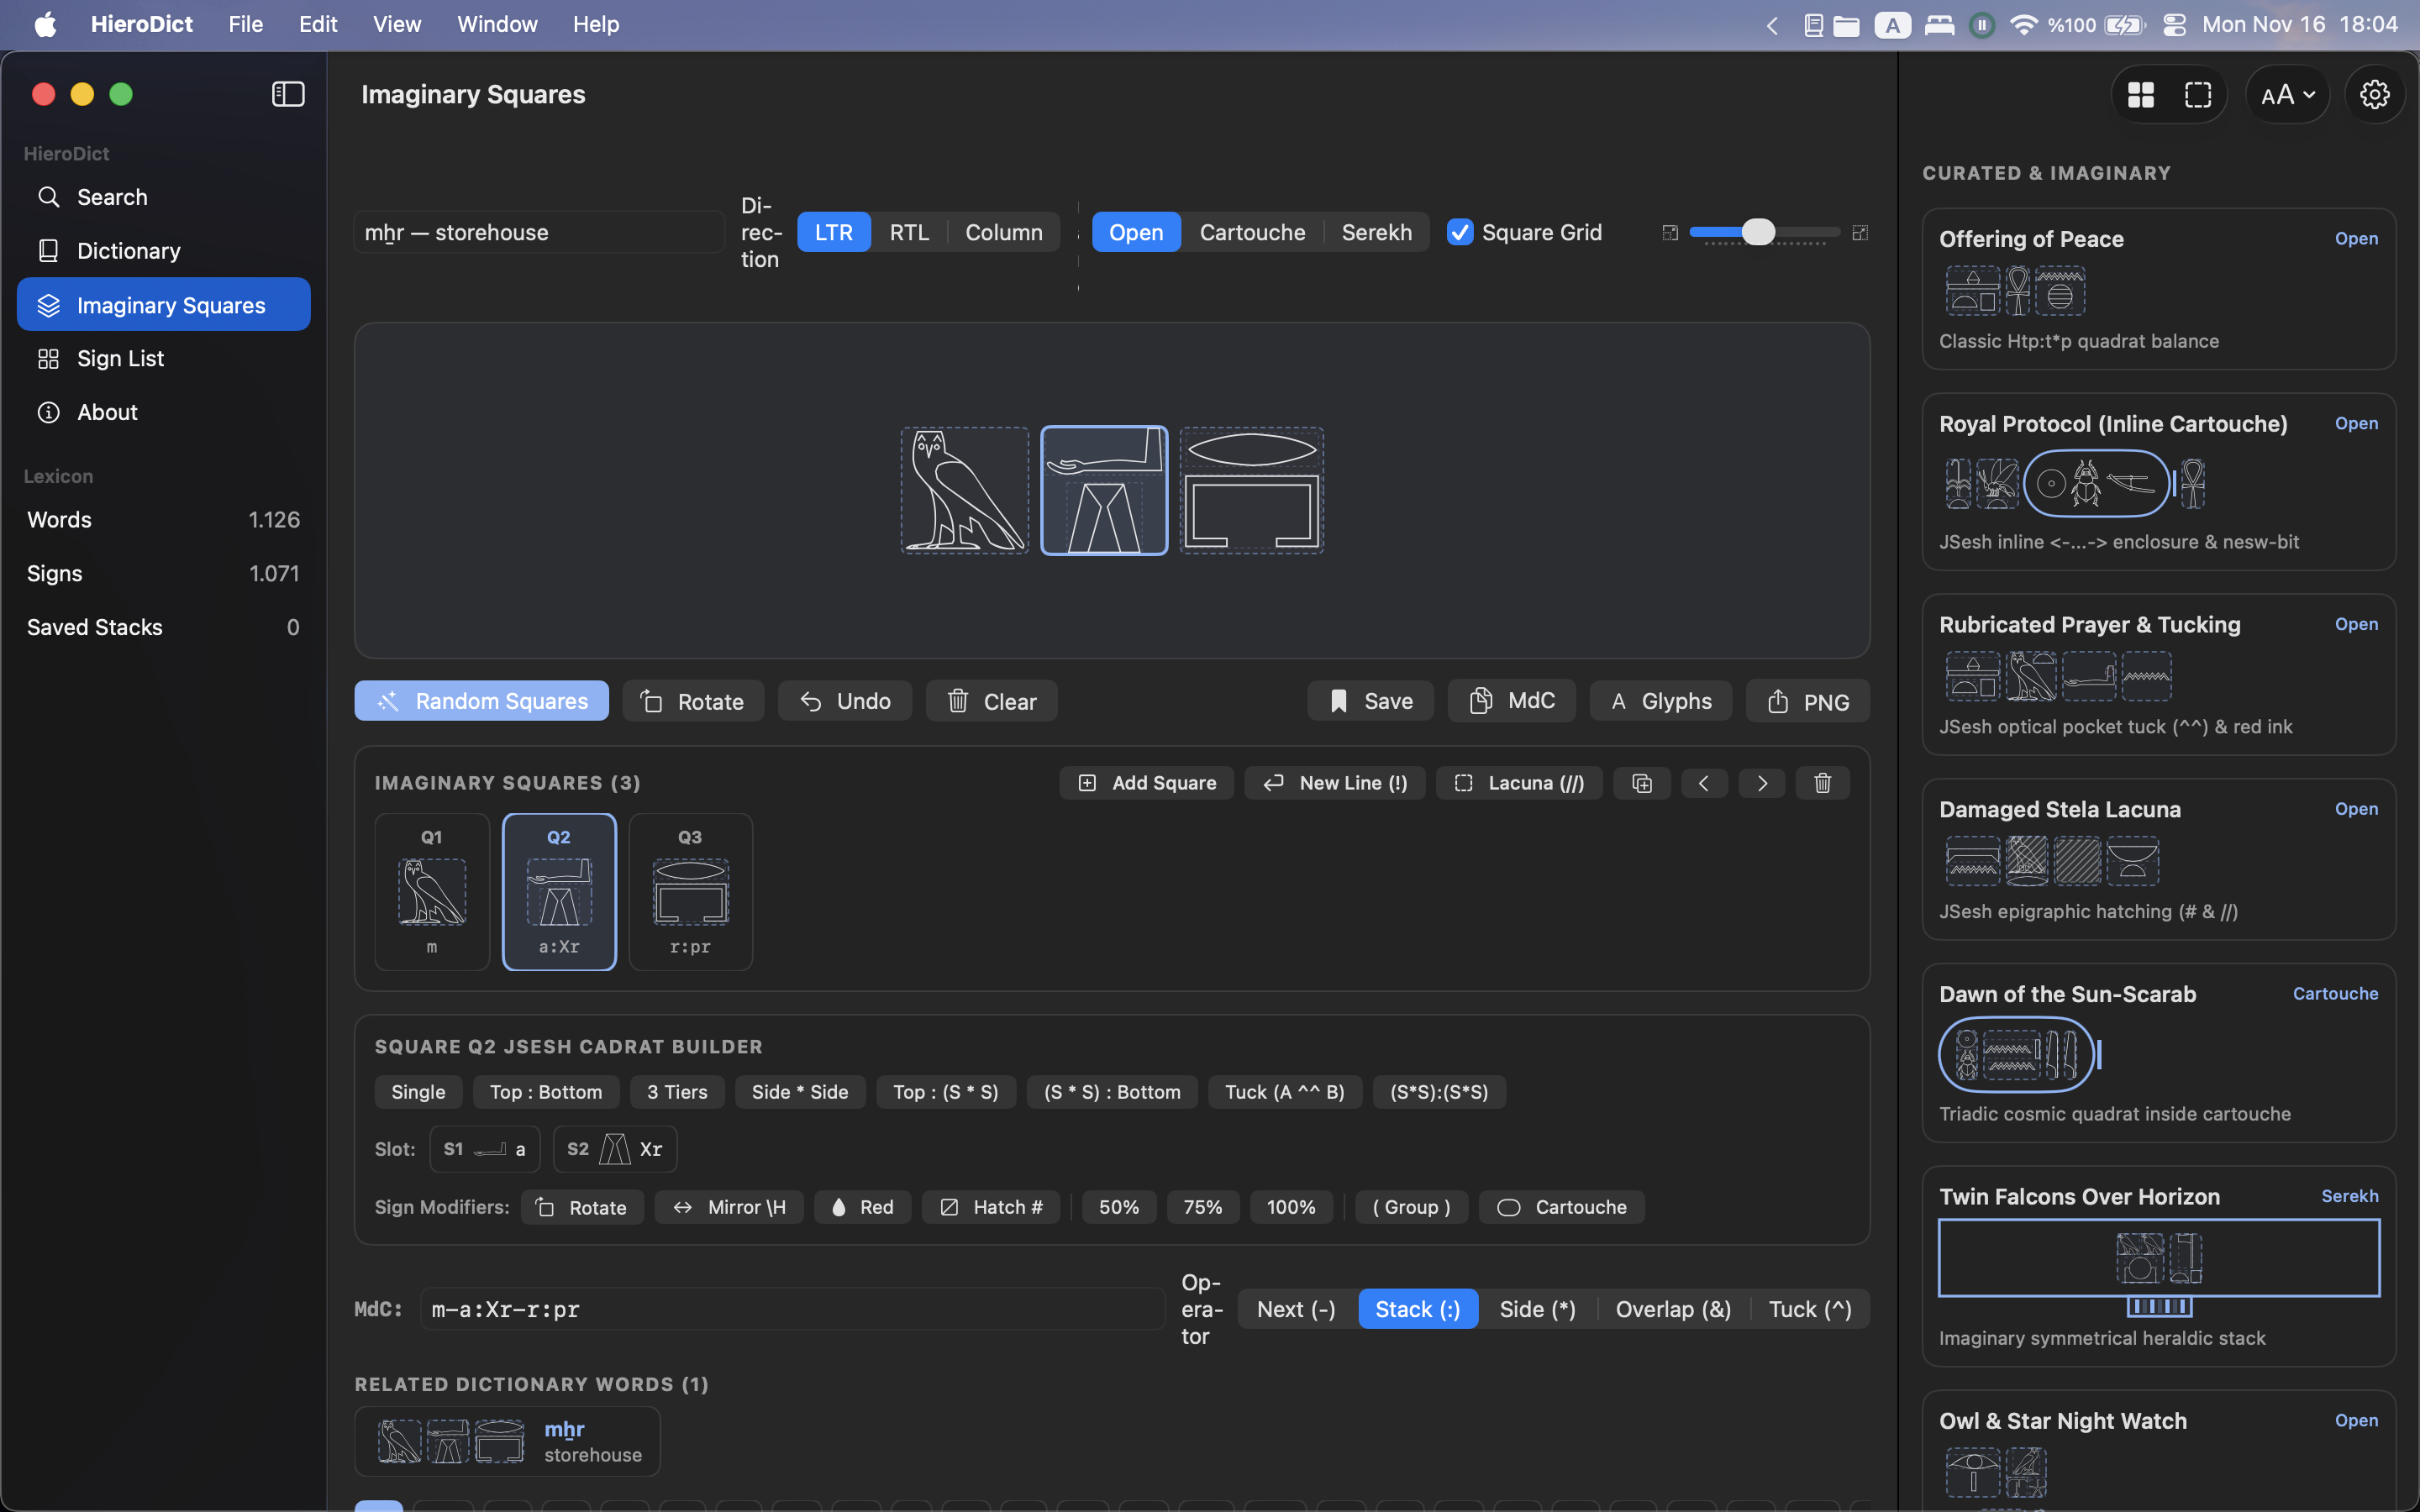 HieroDict File Edit View Window Help
A %100 Mon Nov 16 18:04
HieroDict
Search
Dictionary
Imaginary Squares
Sign List
About
Lexicon
Words 1.126
Signs 1.071
Saved Stacks 0
Imaginary Squares
mẖr — storehouse
Di-
rec-
tion
LTR RTL Column
Open Cartouche Serekh
Square Grid
Random Squares Rotate Undo Clear
Save MdC A Glyphs PNG
IMAGINARY SQUARES (3)
Add Square New Line (!) Lacuna (//)
Q1 Q2 Q3
m a:Xr r:pr
SQUARE Q2 JSESH CADRAT BUILDER
Single Top : Bottom 3 Tiers Side * Side Top : (S * S) (S * S) : Bottom Tuck (A ^^ B) (S*S):(S*S)
Slot: S1 a S2 Xr
Sign Modifiers: Rotate Mirror \H Red Hatch # 50% 75% 100% ( Group ) Cartouche
MdC: m-a:Xr-r:pr
Op-
era-
tor
Next (-) Stack (:) Side (*) Overlap (&) Tuck (^)
RELATED DICTIONARY WORDS (1)
mẖr
storehouse
AA
CURATED & IMAGINARY
Offering of Peace Open
Classic Htp:t*p quadrat balance
Royal Protocol (Inline Cartouche) Open
JSesh inline <-...-> enclosure & nesw-bit
Rubricated Prayer & Tucking Open
JSesh optical pocket tuck (^^) & red ink
Damaged Stela Lacuna Open
JSesh epigraphic hatching (# & //)
Dawn of the Sun-Scarab Cartouche
Triadic cosmic quadrat inside cartouche
Twin Falcons Over Horizon Serekh
Imaginary symmetrical heraldic stack
Owl & Star Night Watch Open